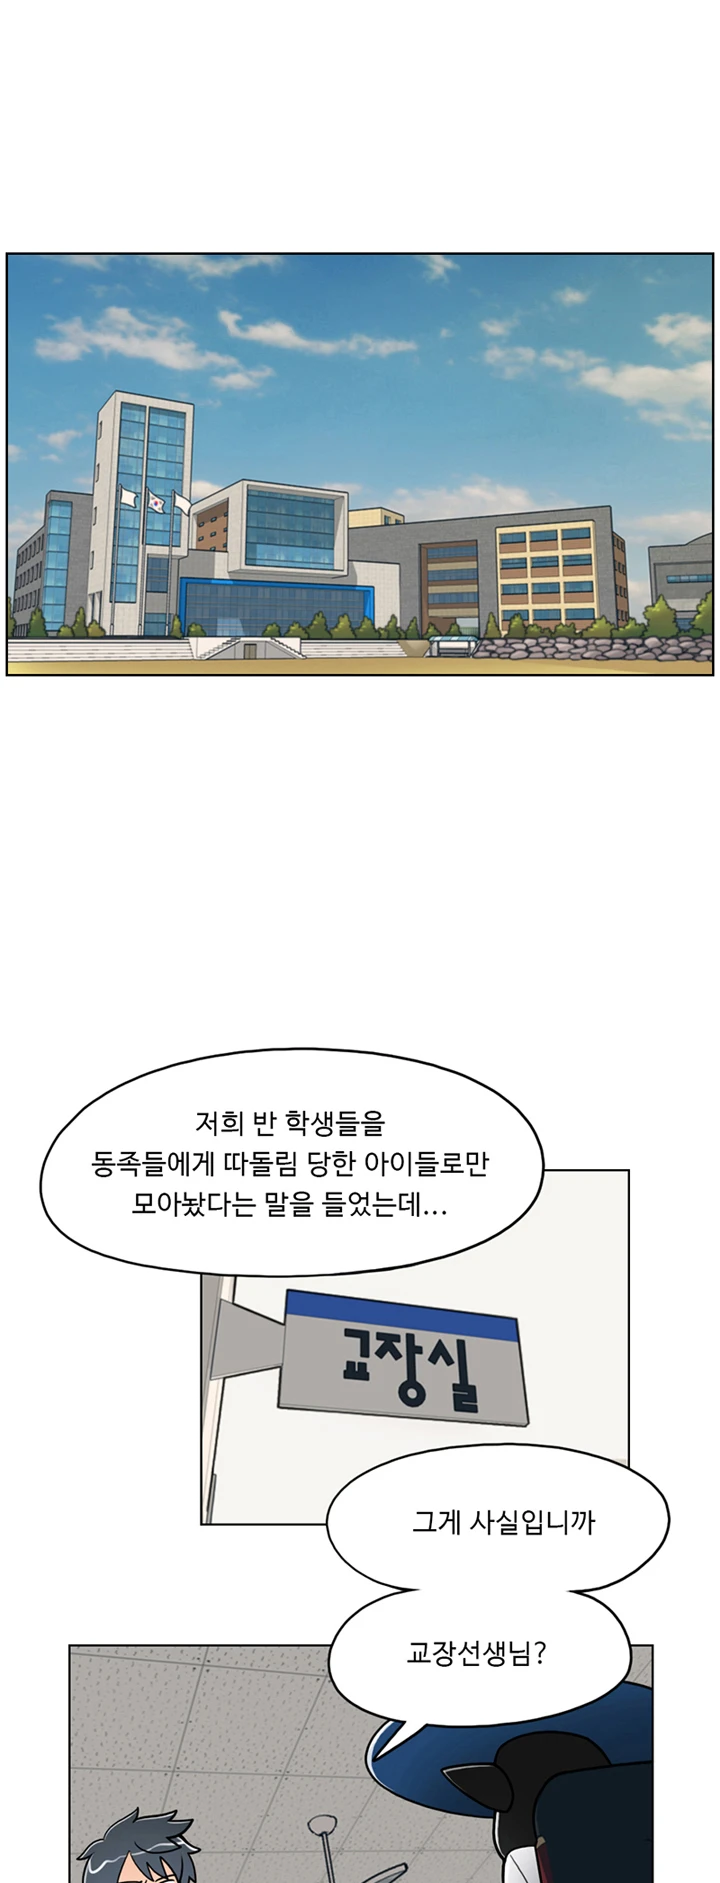 저희 반 학생들을
동족들에게 따돌림 당한 아이들로만
모아놨다는 말을 들었는데...
교장실
그게 사실입니까
교장선생님?